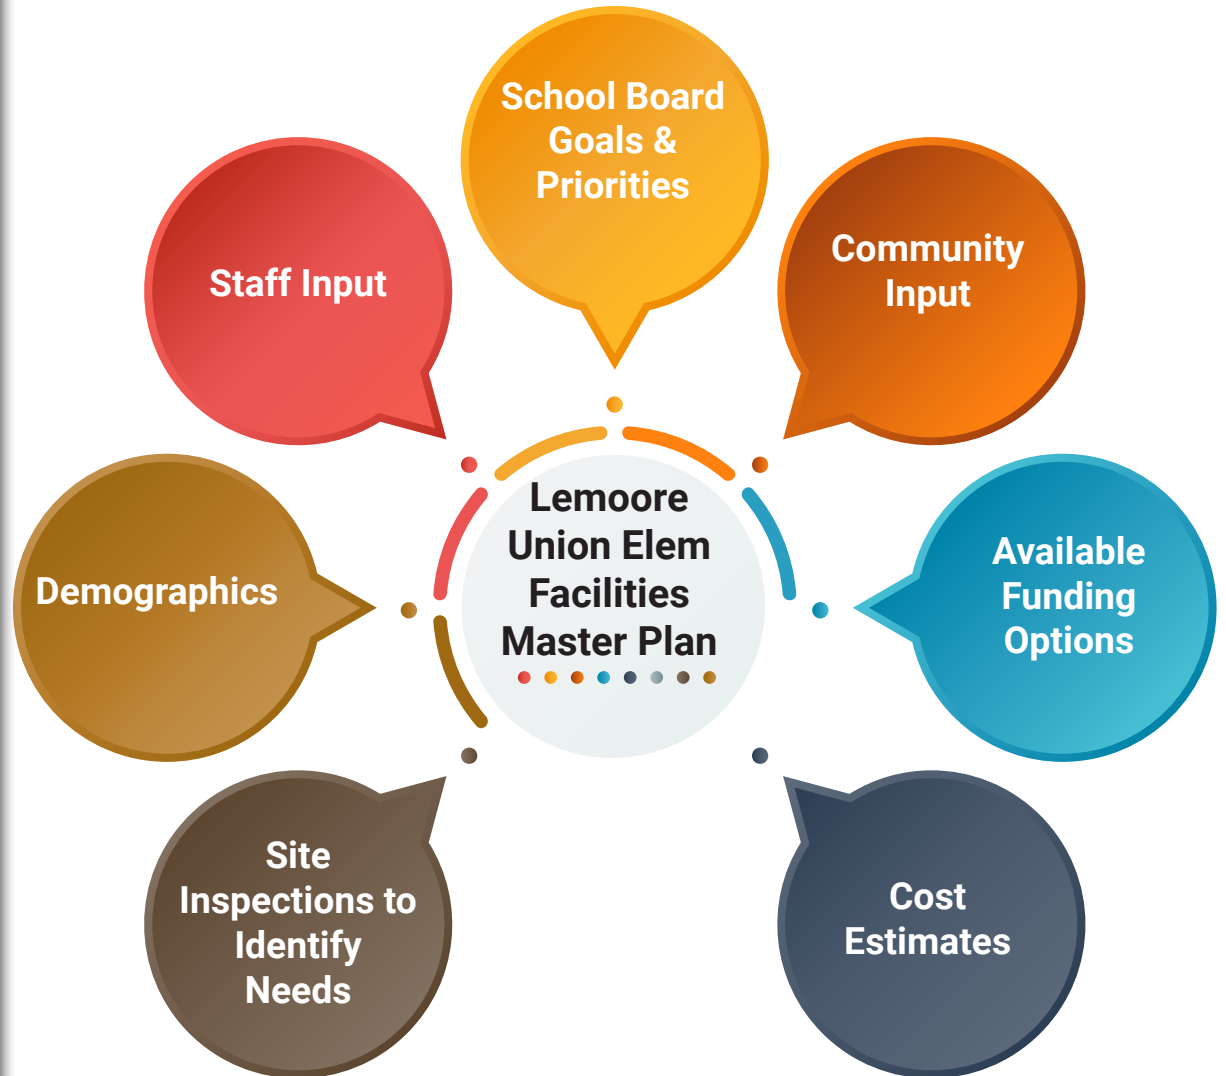 School Board
Goals &
Priorities
Staff Input
Community
Input
Lemoore
Union Elem
Facilities
Master Plan
Demographics
Available
Funding
Options
Site
Inspections to
Identify
Needs
Cost
Estimates